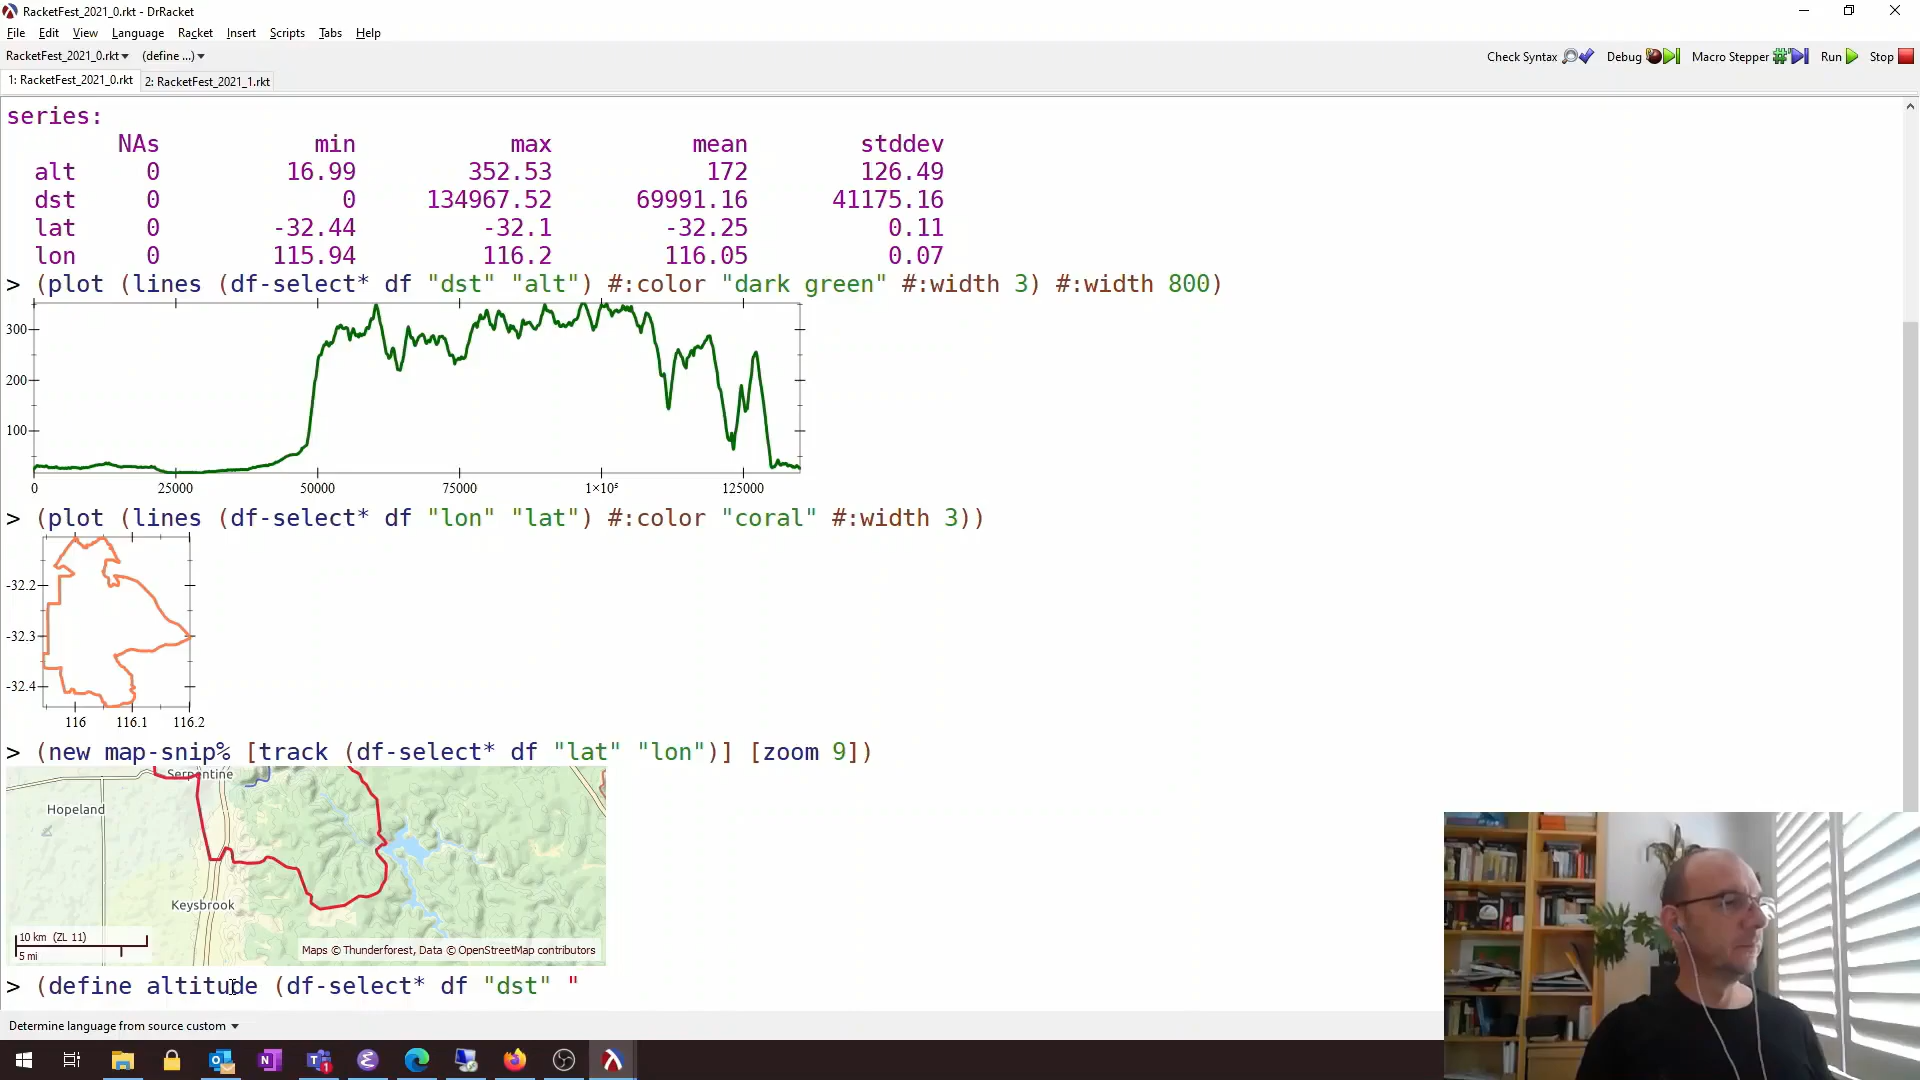 RacketFest_2021_0.rkt - DrRacket
File Edit View Language Racket Insert Scripts Tabs Help
RacketFest_2021_0.rkt (define ...) Check Syntax Debug Macro Stepper Run Stop
1: RacketFest_2021_0.rkt 2: RacketFest_2021_1.rkt
series:
NAs min max mean stddev
alt 0 16.99 352.53 172 126.49
dst 0 0 134967.52 69991.16 41175.16
lat 0 -32.44 -32.1 -32.25 0.11
lon 0 115.94 116.2 116.05 0.07
> (plot (lines (df-select* df "dst" "alt") #:color "dark green" #:width 3) #:width 800)
300
200
100
0 25000 50000 75000 1×10⁵ 125000
> (plot (lines (df-select* df "lon" "lat") #:color "coral" #:width 3))
-32.2
-32.3
-32.4
116 116.1 116.2
> (new map-snip% [track (df-select* df "lat" "lon")] [zoom 9])
Serpentine
Hopeland
Keysbrook
10 km (ZL 11)
5 mi
Maps © Thunderforest, Data © OpenStreetMap contributors
> (define altitude (df-select* df "dst" "
Determine language from source custom